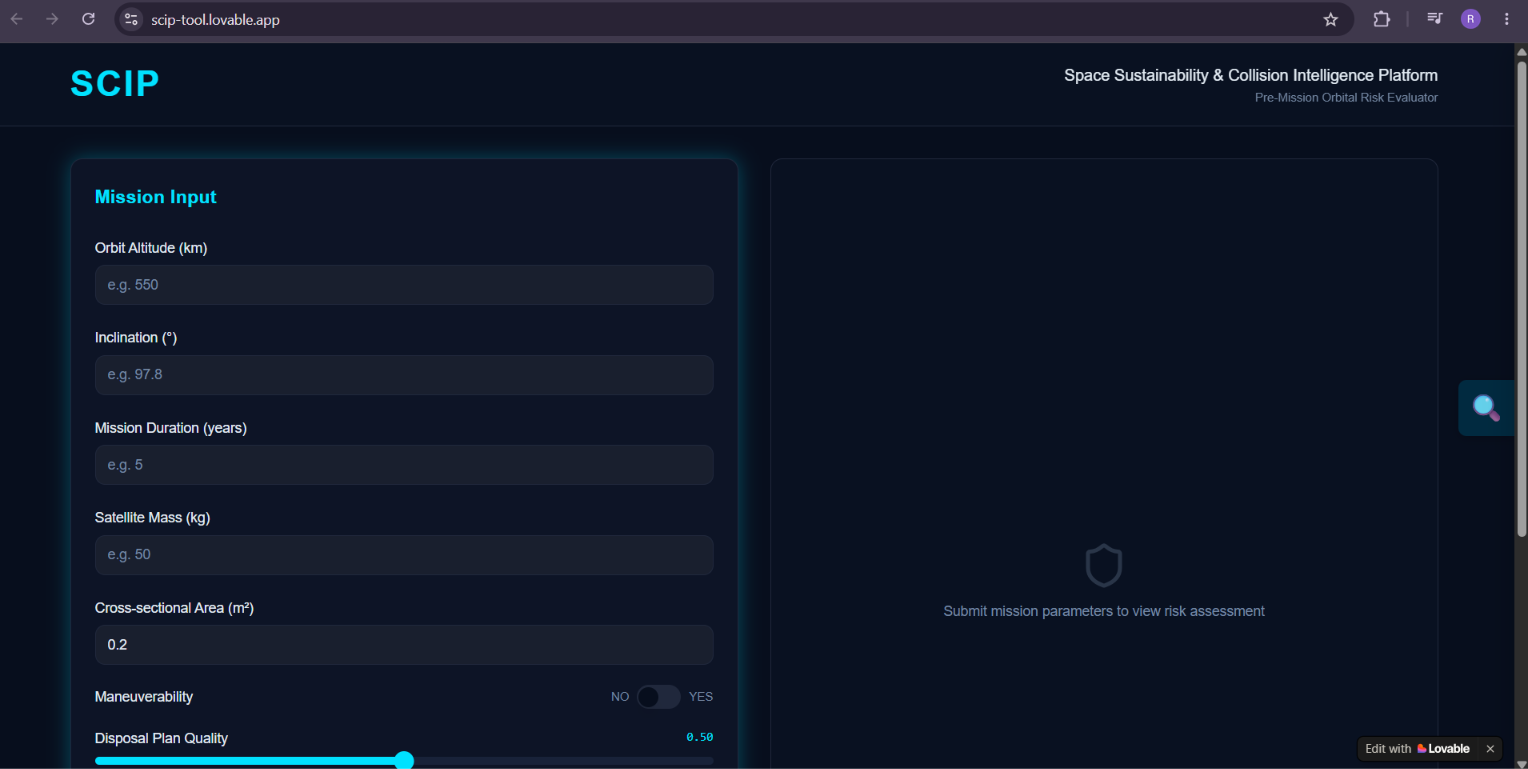 scip-tool.lovable.app
R
SCIP
Space Sustainability & Collision Intelligence Platform
Pre-Mission Orbital Risk Evaluator
Mission Input
Orbit Altitude (km)
e.g. 550
Inclination (°)
e.g. 97.8
Mission Duration (years)
e.g. 5
Satellite Mass (kg)
e.g. 50
Cross-sectional Area (m²)
0.2
Maneuverability
NO YES
Disposal Plan Quality
0.50
Submit mission parameters to view risk assessment
Edit with Lovable